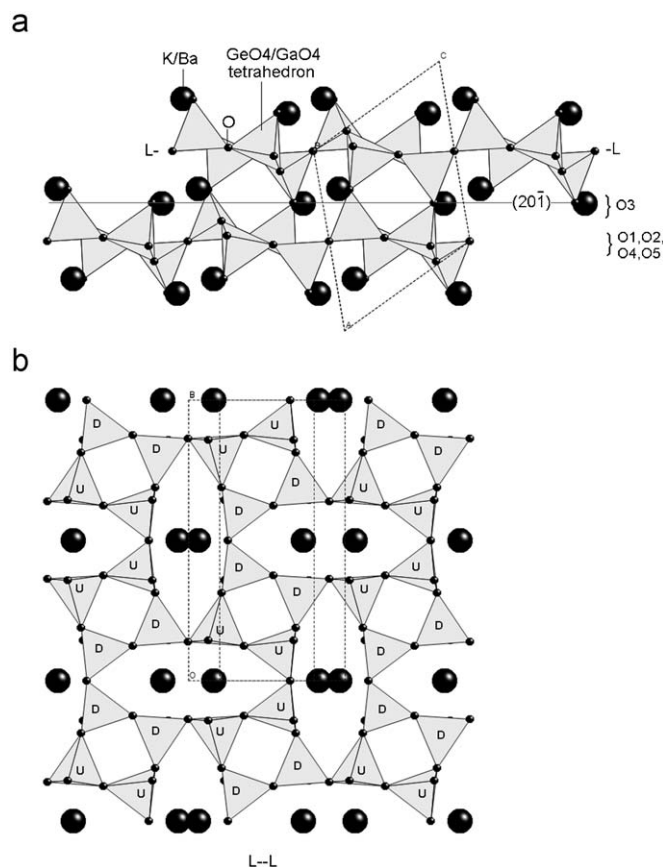 a
K/Ba
GeO4/GaO4
tetrahedron
C
O
L-
-L
(201̄)
} O3
} O1,O2,
O4,O5
A
b
B
D U D
D U D
U D U
U D U
U D U
U D U
D U D
D U D
O
D U D
D U D
U D U
U D U
L--L